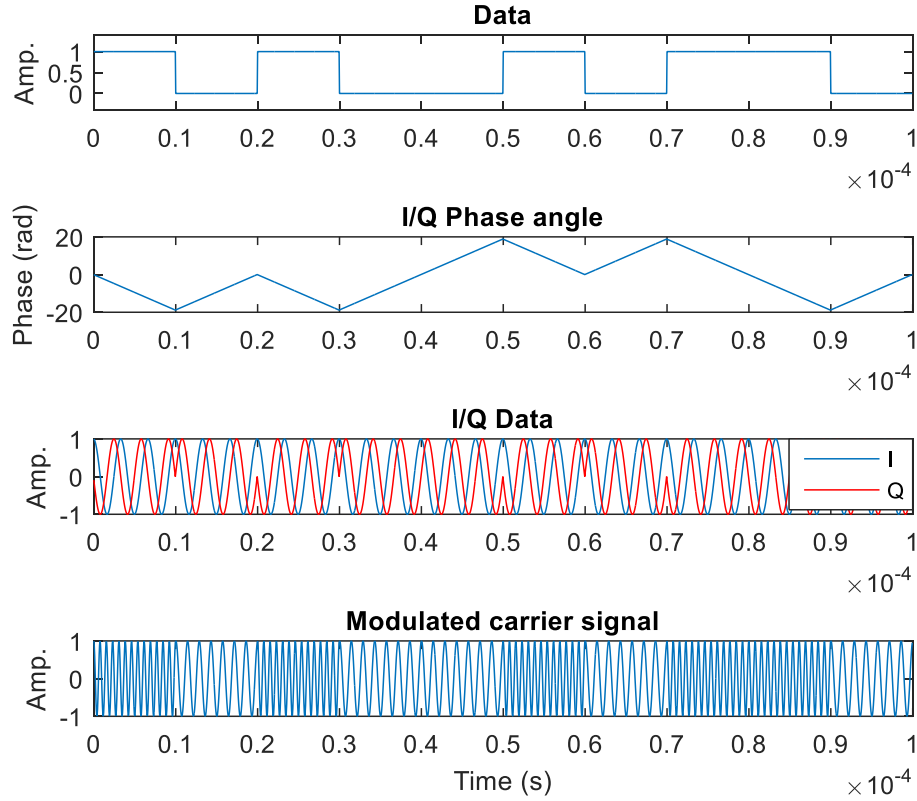 Data
Amp.
1
0.5
0
0 0.1 0.2 0.3 0.4 0.5 0.6 0.7 0.8 0.9 1
×10-4
I/Q Phase angle
Phase (rad)
20
0
-20
0 0.1 0.2 0.3 0.4 0.5 0.6 0.7 0.8 0.9 1
×10-4
I/Q Data
Amp.
1
0
-1
I
Q
0 0.1 0.2 0.3 0.4 0.5 0.6 0.7 0.8 0.9 1
×10-4
Modulated carrier signal
Amp.
1
0
-1
0 0.1 0.2 0.3 0.4 0.5 0.6 0.7 0.8 0.9 1
Time (s)
×10-4